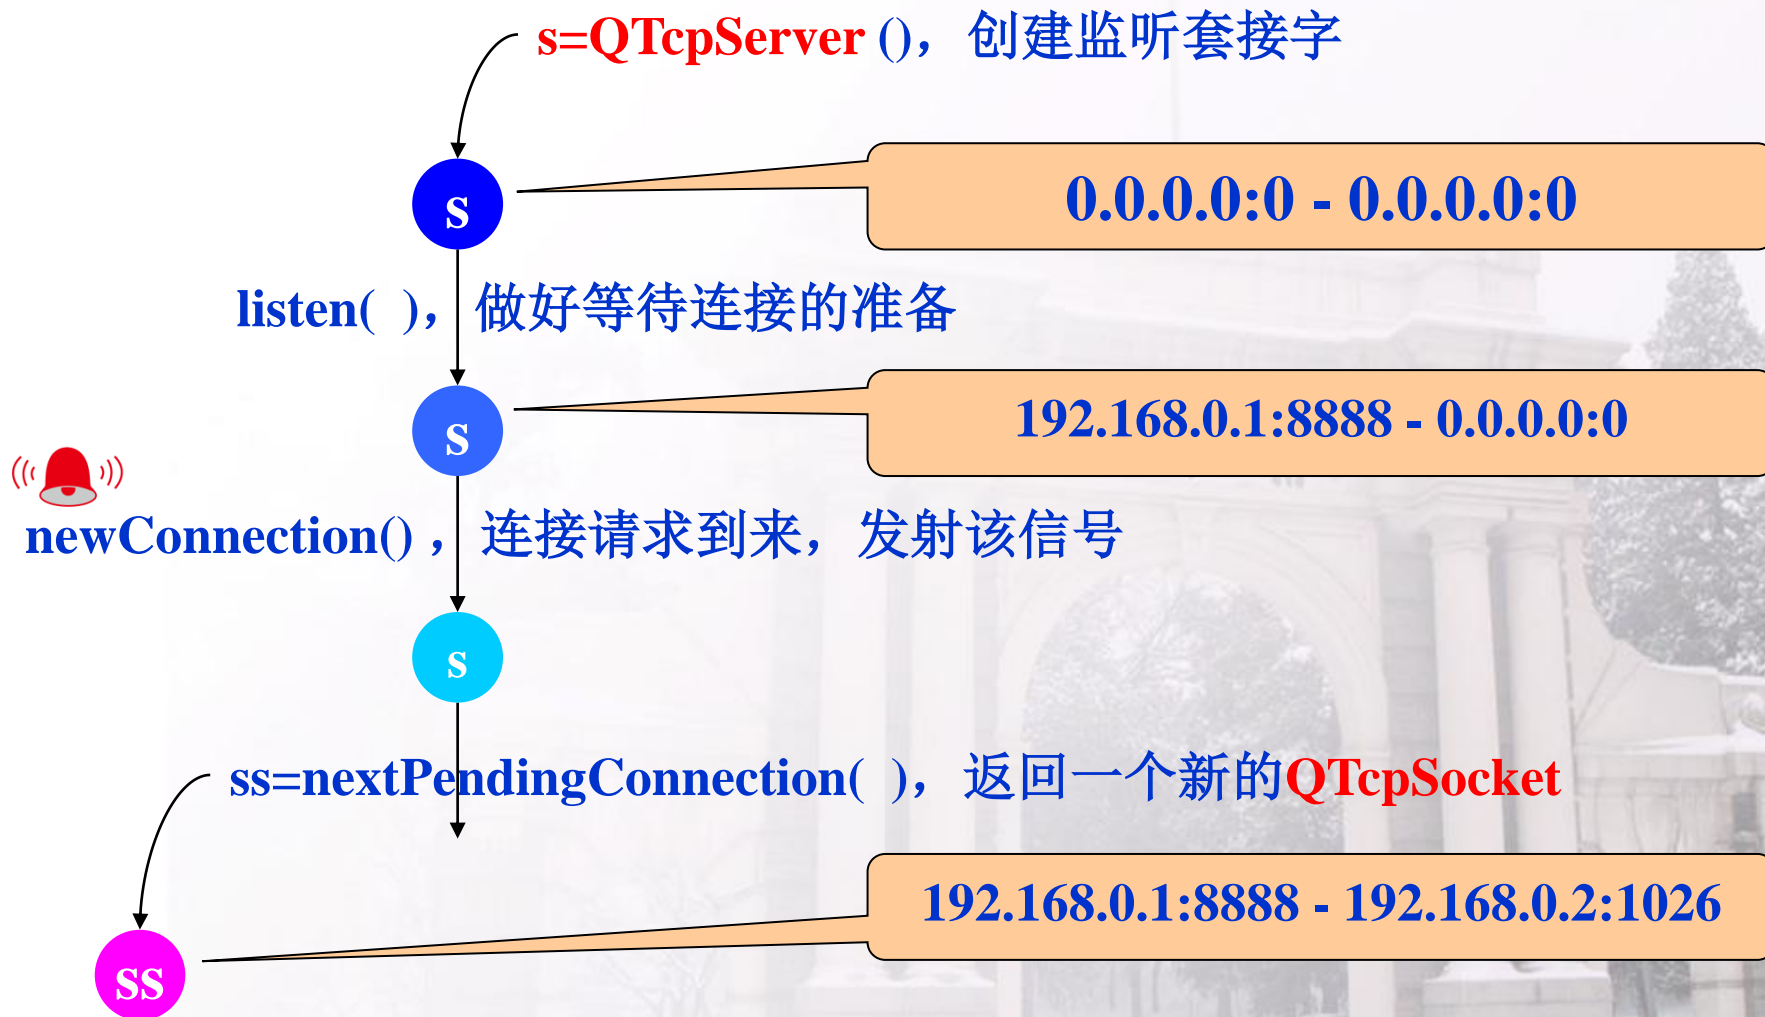 s=QTcpServer ()，创建监听套接字
s
0.0.0.0:0 - 0.0.0.0:0
listen(  )，做好等待连接的准备
s
192.168.0.1:8888 - 0.0.0.0:0
newConnection() ，连接请求到来，发射该信号
s
ss=nextPendingConnection(  )，返回一个新的QTcpSocket
192.168.0.1:8888 - 192.168.0.2:1026
ss